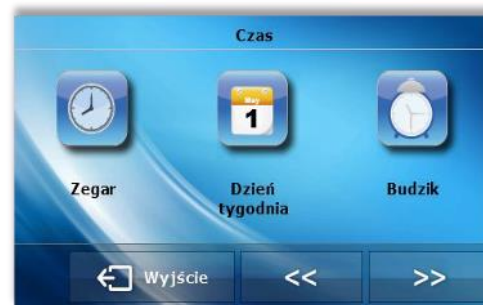 Czas
May
1
Zegar
Dzień
tygodnia
Budzik
Wyjście
<<
>>